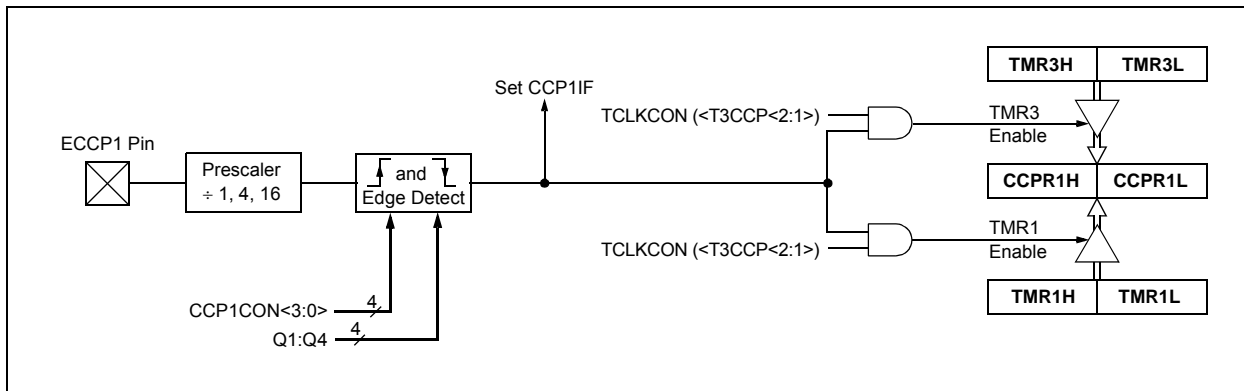 TMR3H TMR3L
Set CCP1IF
TCLKCON (<T3CCP<2:1>)
TMR3
Enable
ECCP1 Pin
Prescaler
÷ 1, 4, 16
and
Edge Detect
CCPR1H CCPR1L
TCLKCON (<T3CCP<2:1>)
TMR1
Enable
CCP1CON<3:0>
4
Q1:Q4
4
TMR1H TMR1L